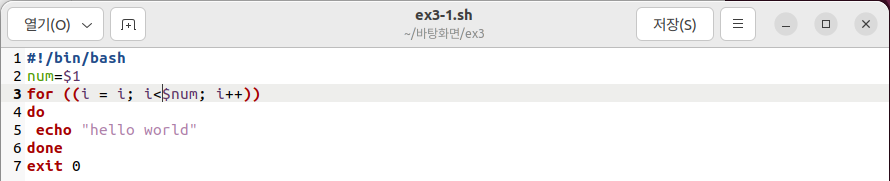 열기(O)
ex3-1.sh
~/바탕화면/ex3
저장(S)
1 #!/bin/bash
2 num=$1
3 for ((i = i; i<$num; i++))
4 do
5  echo "hello world"
6 done
7 exit 0